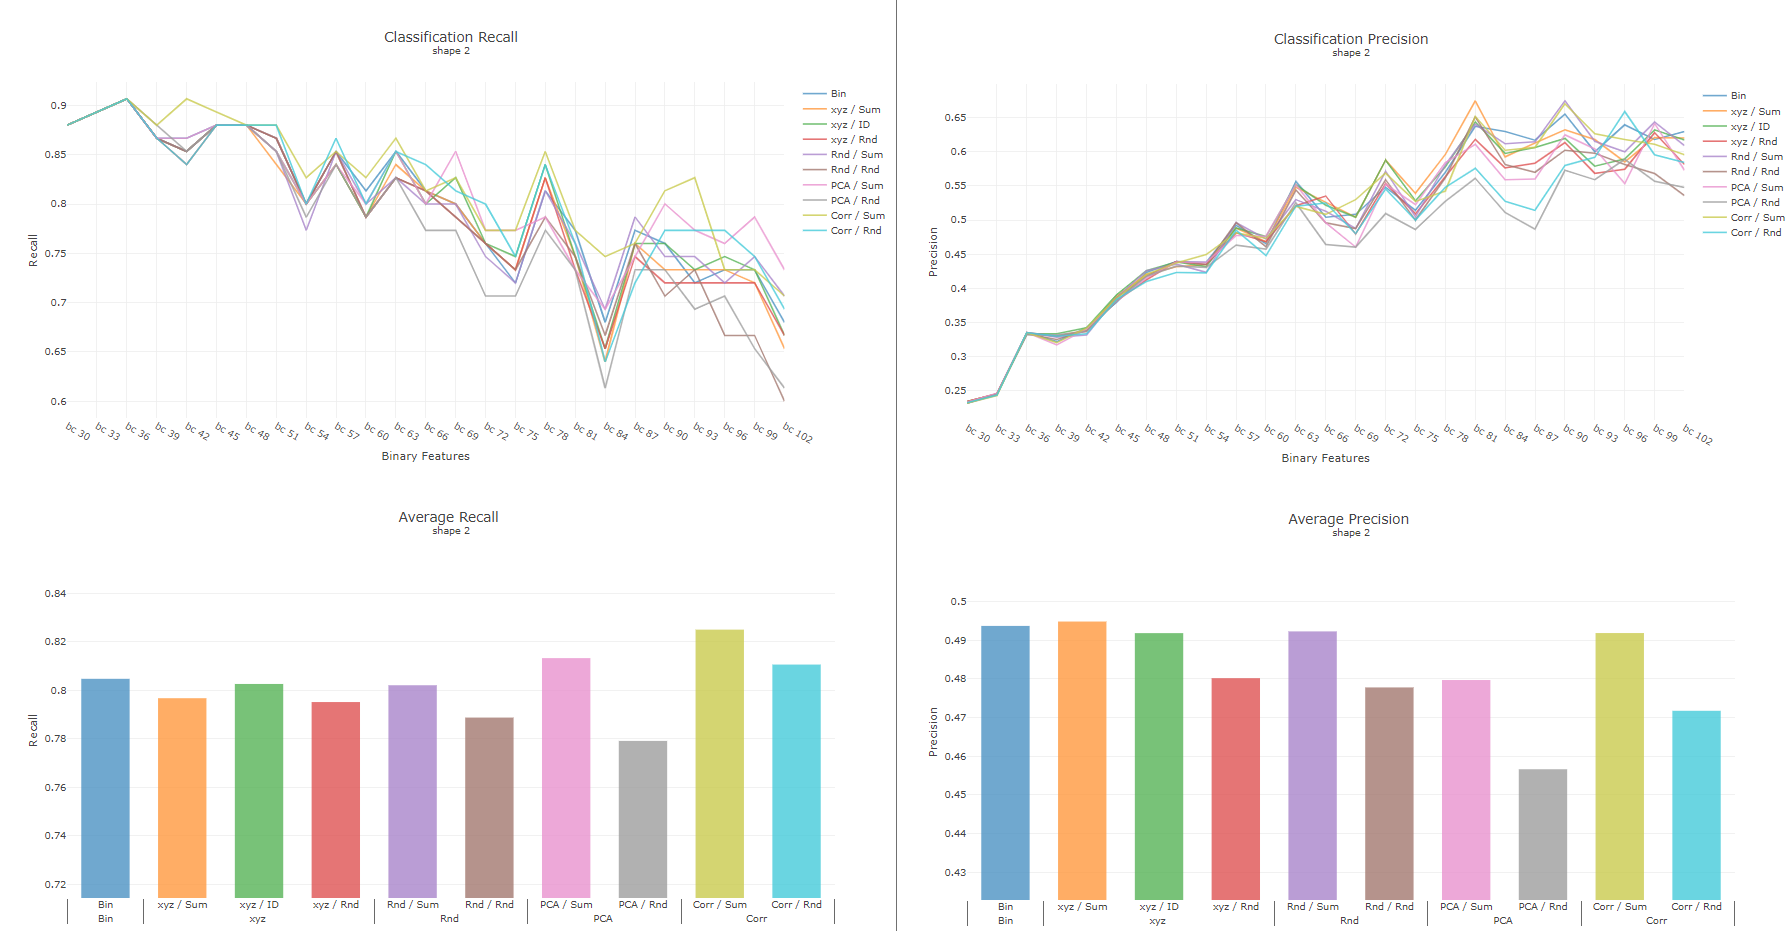 Classification Recall
shape 2
0.9
0.85
0.8
0.75
0.7
0.65
0.6
Recall
bc 30 bc 33 bc 36 bc 39 bc 42 bc 45 bc 48 bc 51 bc 54 bc 57 bc 60 bc 63 bc 66 bc 69 bc 72 bc 75 bc 78 bc 81 bc 84 bc 87 bc 90 bc 93 bc 96 bc 99 bc 102
Binary Features
Bin
xyz / Sum
xyz / ID
xyz / Rnd
Rnd / Sum
Rnd / Rnd
PCA / Sum
PCA / Rnd
Corr / Sum
Corr / Rnd
Classification Precision
shape 2
0.65
0.6
0.55
0.5
0.45
0.4
0.35
0.3
0.25
Precision
bc 30 bc 33 bc 36 bc 39 bc 42 bc 45 bc 48 bc 51 bc 54 bc 57 bc 60 bc 63 bc 66 bc 69 bc 72 bc 75 bc 78 bc 81 bc 84 bc 87 bc 90 bc 93 bc 96 bc 99 bc 102
Binary Features
Bin
xyz / Sum
xyz / ID
xyz / Rnd
Rnd / Sum
Rnd / Rnd
PCA / Sum
PCA / Rnd
Corr / Sum
Corr / Rnd
Average Recall
shape 2
0.84
0.82
0.8
0.78
0.76
0.74
0.72
Recall
Bin xyz / Sum xyz / ID xyz / Rnd Rnd / Sum Rnd / Rnd PCA / Sum PCA / Rnd Corr / Sum Corr / Rnd
Bin xyz Rnd PCA Corr
Average Precision
shape 2
0.5
0.49
0.48
0.47
0.46
0.45
0.44
0.43
Precision
Bin xyz / Sum xyz / ID xyz / Rnd Rnd / Sum Rnd / Rnd PCA / Sum PCA / Rnd Corr / Sum Corr / Rnd
Bin xyz Rnd PCA Corr